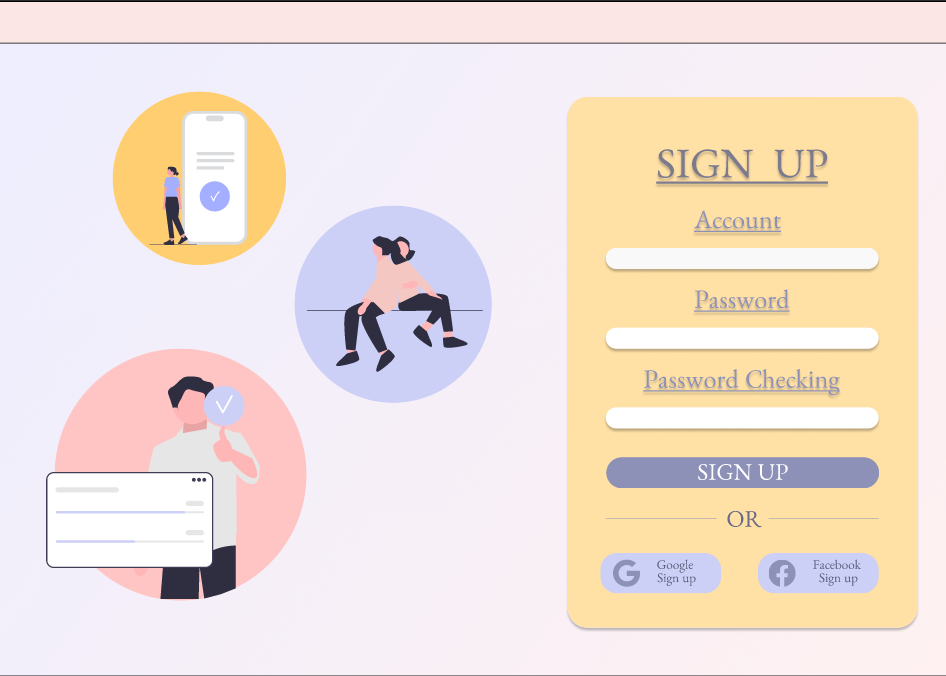 SIGN UP
Account
Password
Password Checking
SIGN UP
OR
Google
Sign up
Facebook
Sign up